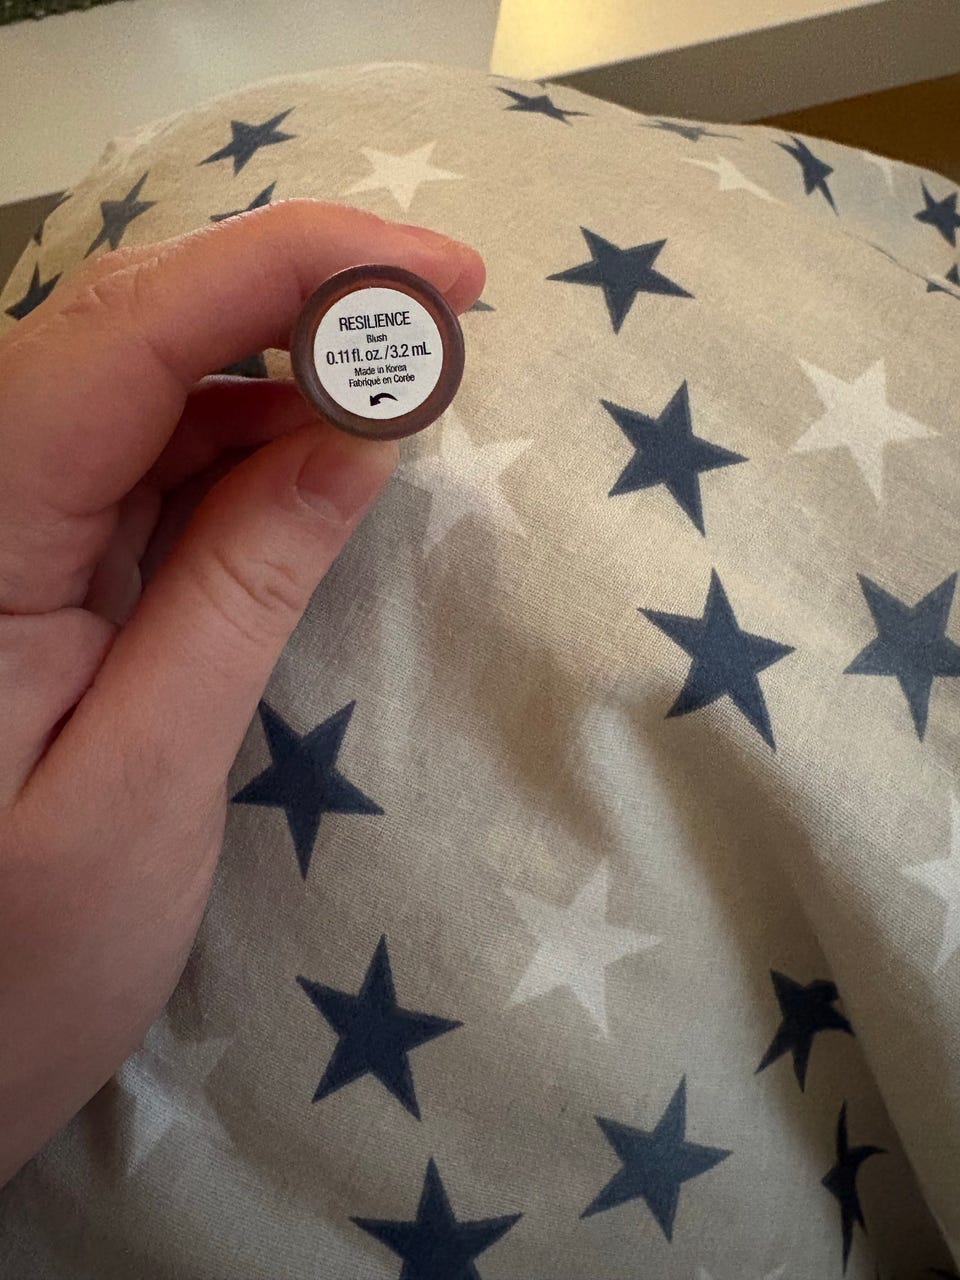 RESILIENCE
Blush
0.11 fl. oz./3.2 mL
Made in Korea
Fabriqué en Corée